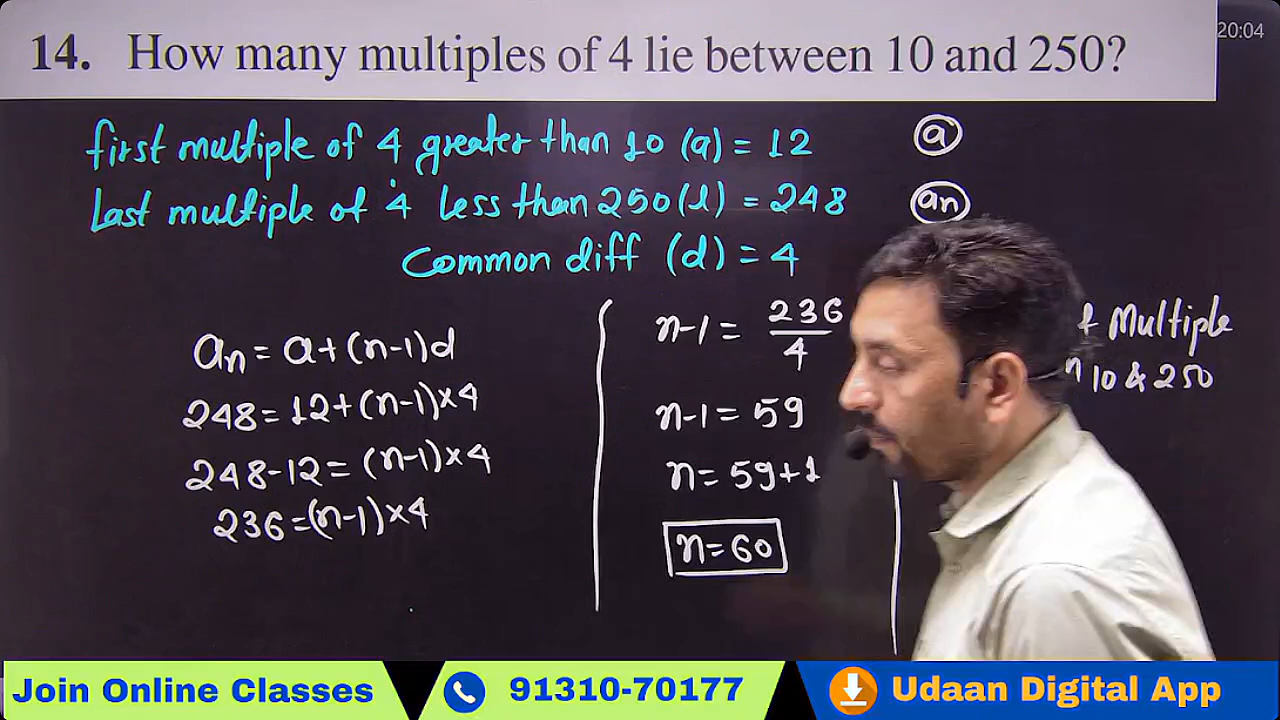 14. How many multiples of 4 lie between 10 and 250?
20:04
first multiple of 4 greater than 10 (a) = 12
a
Last multiple of 4 less than 250 (l) = 248
an
Common diff (d) = 4
an = a+(n-1)d
248 = 12+(n-1)×4
248-12 = (n-1)×4
236 = (n-1)×4
n-1 = 236/4
n-1 = 59
n = 59+1
n = 60
Multiple
10 & 250
Join Online Classes
91310-70177
Udaan Digital App